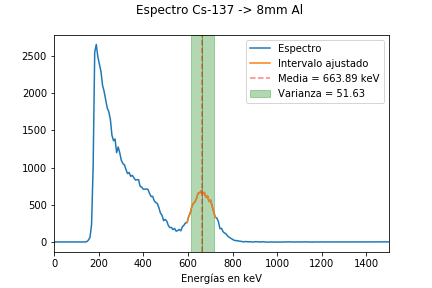 Espectro Cs-137 -> 8mm Al
Espectro
Intervalo ajustado
Media = 663.89 keV
Varianza = 51.63
2500
2000
1500
1000
500
0
0 200 400 600 800 1000 1200 1400
Energías en keV